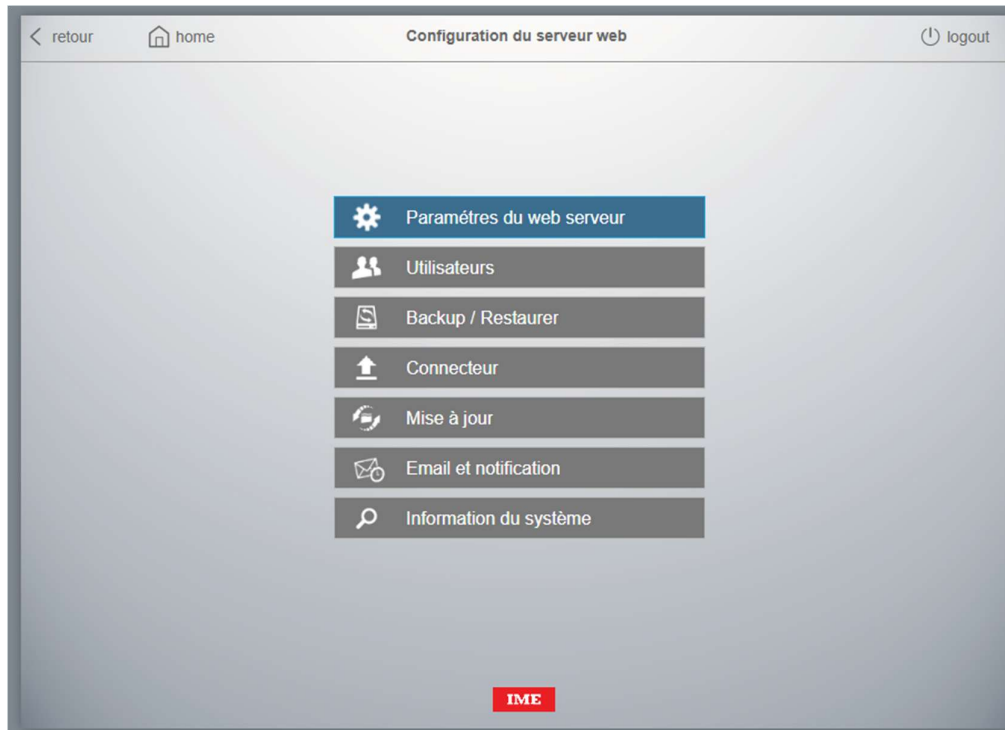 retour home Configuration du serveur web logout
Paramétres du web serveur
Utilisateurs
Backup / Restaurer
Connecteur
Mise à jour
Email et notification
Information du système
IME